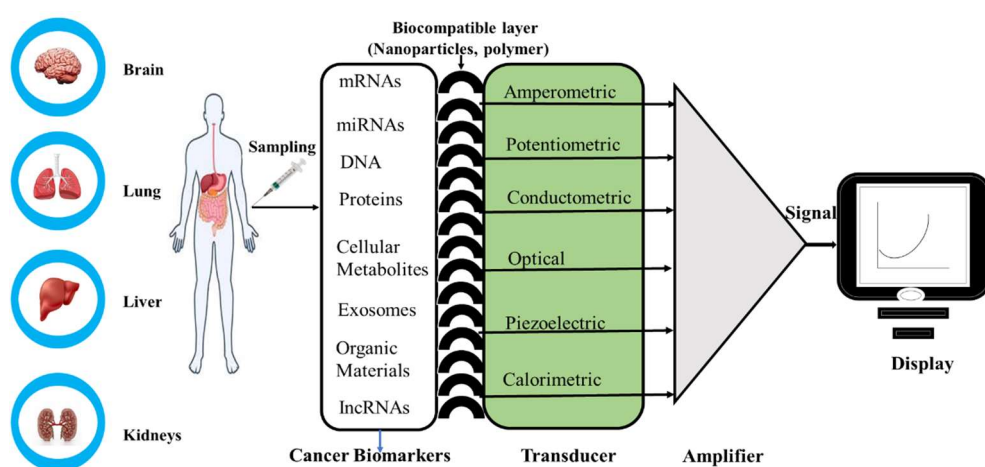 Biocompatible layer
(Nanoparticles, polymer)
Brain
Lung
Liver
Kidneys
Sampling
mRNAs
miRNAs
DNA
Proteins
Cellular
Metabolites
Exosomes
Organic
Materials
lncRNAs
Cancer Biomarkers
Amperometric
Potentiometric
Conductometric
Optical
Piezoelectric
Calorimetric
Transducer
Amplifier
Signal
Display